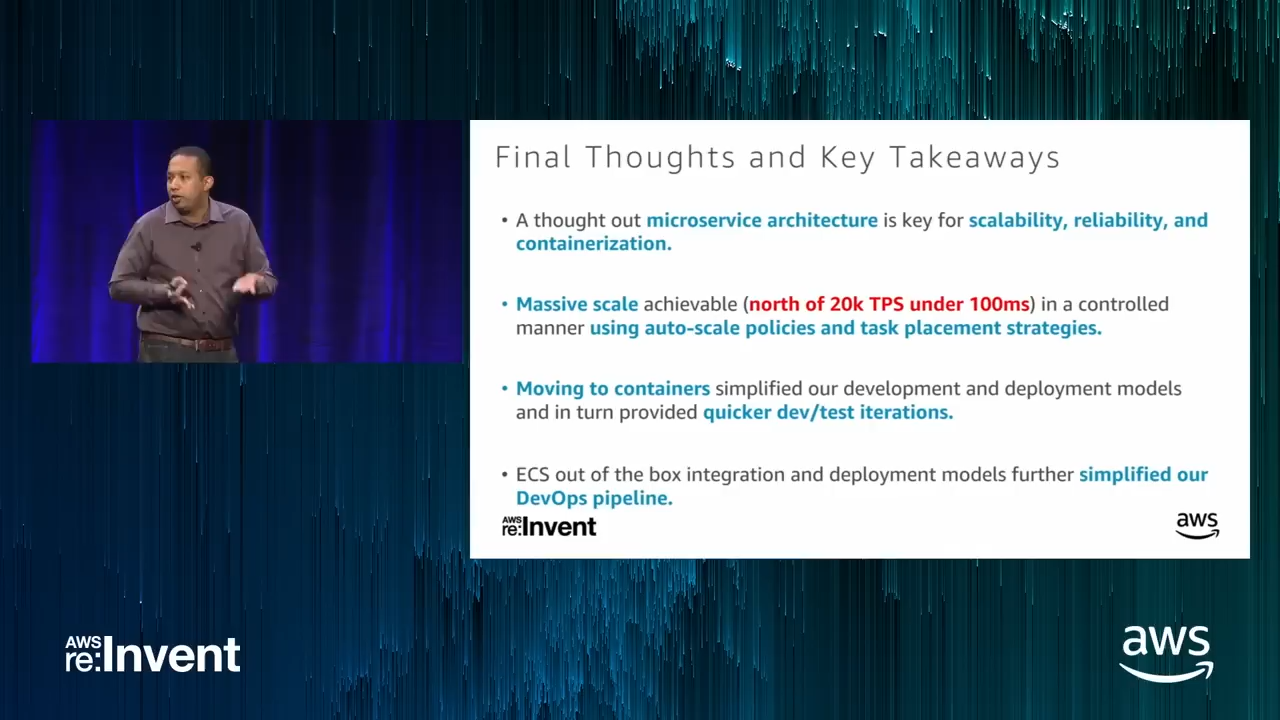 Final Thoughts and Key Takeaways
• A thought out microservice architecture is key for scalability, reliability, and
containerization.
• Massive scale achievable (north of 20k TPS under 100ms) in a controlled
manner using auto-scale policies and task placement strategies.
• Moving to containers simplified our development and deployment models
and in turn provided quicker dev/test iterations.
• ECS out of the box integration and deployment models further simplified our
DevOps pipeline.
AWS
re:Invent
aws
AWS
re:Invent
aws